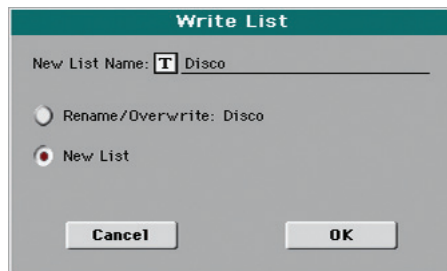 Write List
New List Name: T Disco
Rename/Overwrite: Disco
New List
Cancel OK